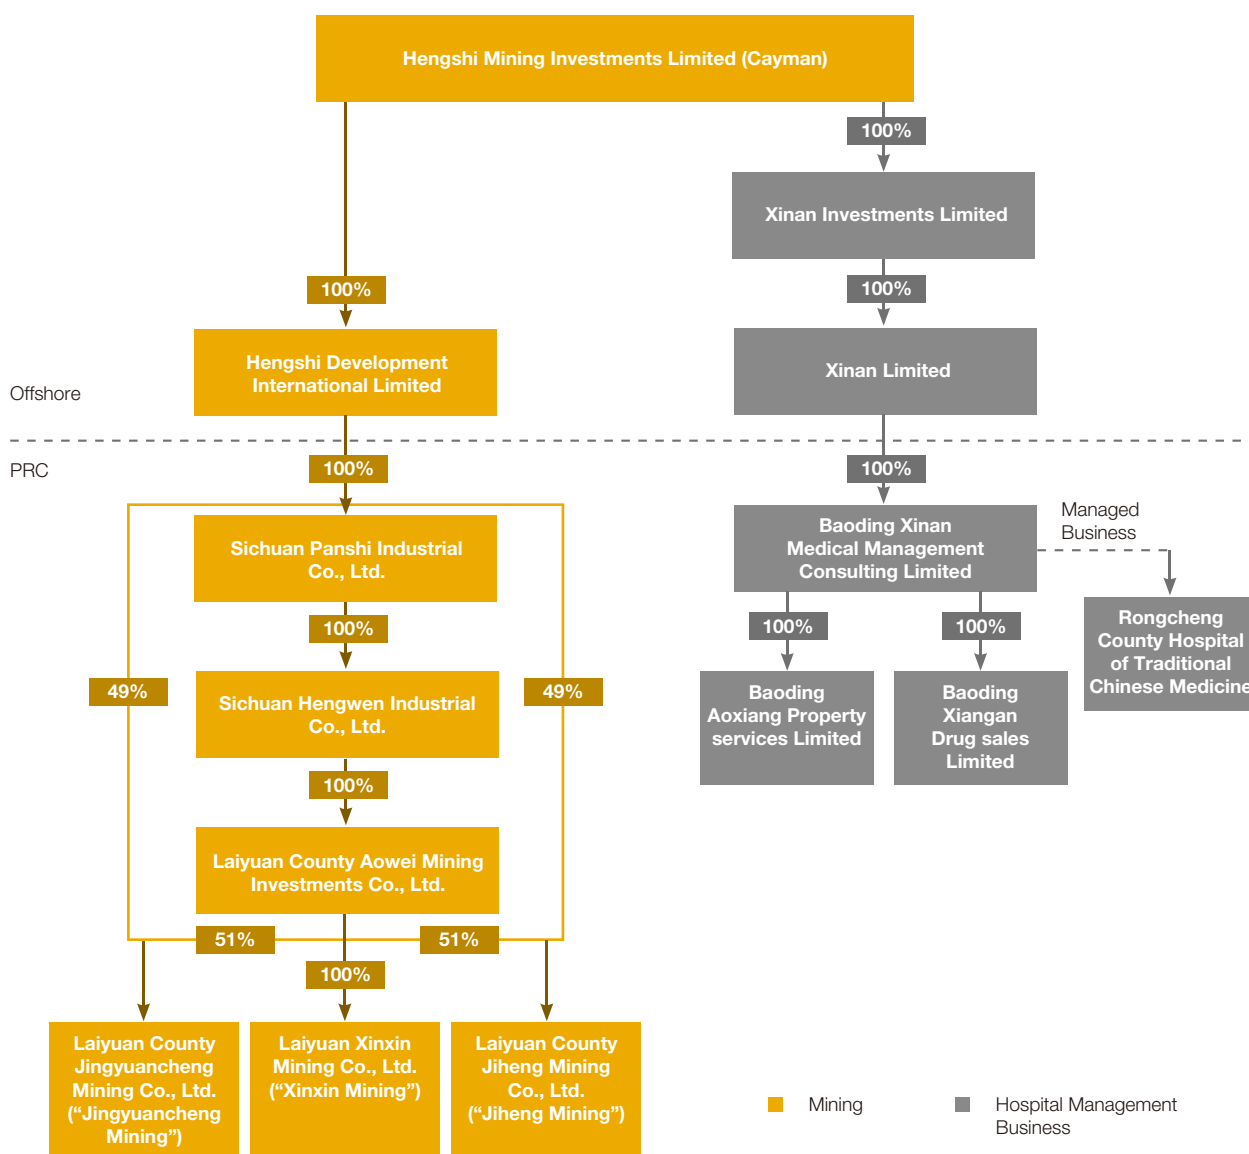 Hengshi Mining Investments Limited (Cayman)
100%
Xinan Investments Limited
100%
100%
Hengshi Development
International Limited
Xinan Limited
Offshore
PRC
100%
100%
Sichuan Panshi Industrial
Co., Ltd.
Baoding Xinan
Medical Management
Consulting Limited
Managed
Business
100%
100%
100%
Rongcheng
County Hospital
of Traditional
Chinese Medicine
49%
49%
Sichuan Hengwen Industrial
Co., Ltd.
Baoding
Aoxiang Property
services Limited
Baoding
Xiangan
Drug sales
Limited
100%
Laiyuan County Aowei Mining
Investments Co., Ltd.
51%
51%
100%
Laiyuan County
Jingyuancheng
Mining Co., Ltd.
(“Jingyuancheng
Mining”)
Laiyuan Xinxin
Mining Co., Ltd.
(“Xinxin Mining”)
Laiyuan County
Jiheng Mining
Co., Ltd.
(“Jiheng Mining”)
Mining
Hospital Management
Business